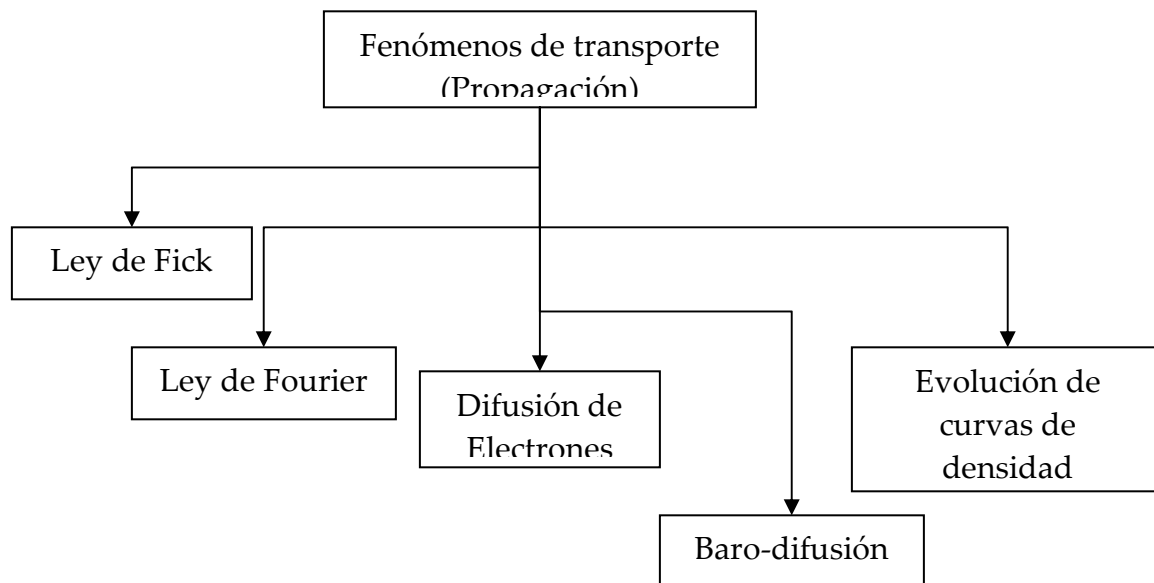 Fenómenos de transporte
(Propagación)
Ley de Fick
Ley de Fourier
Difusión de
Electrones
Evolución de
curvas de
densidad
Baro-difusión